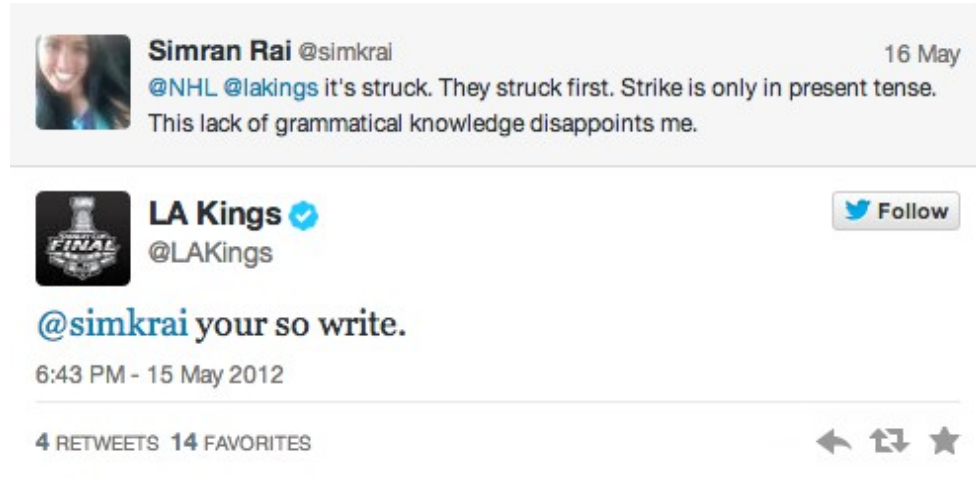 Simran Rai @simkrai 16 May
@NHL @lakings it's struck. They struck first. Strike is only in present tense.
This lack of grammatical knowledge disappoints me.
FINAL
LA Kings
@LAKings
Follow
@simkrai your so write.
6:43 PM - 15 May 2012
4 RETWEETS 14 FAVORITES